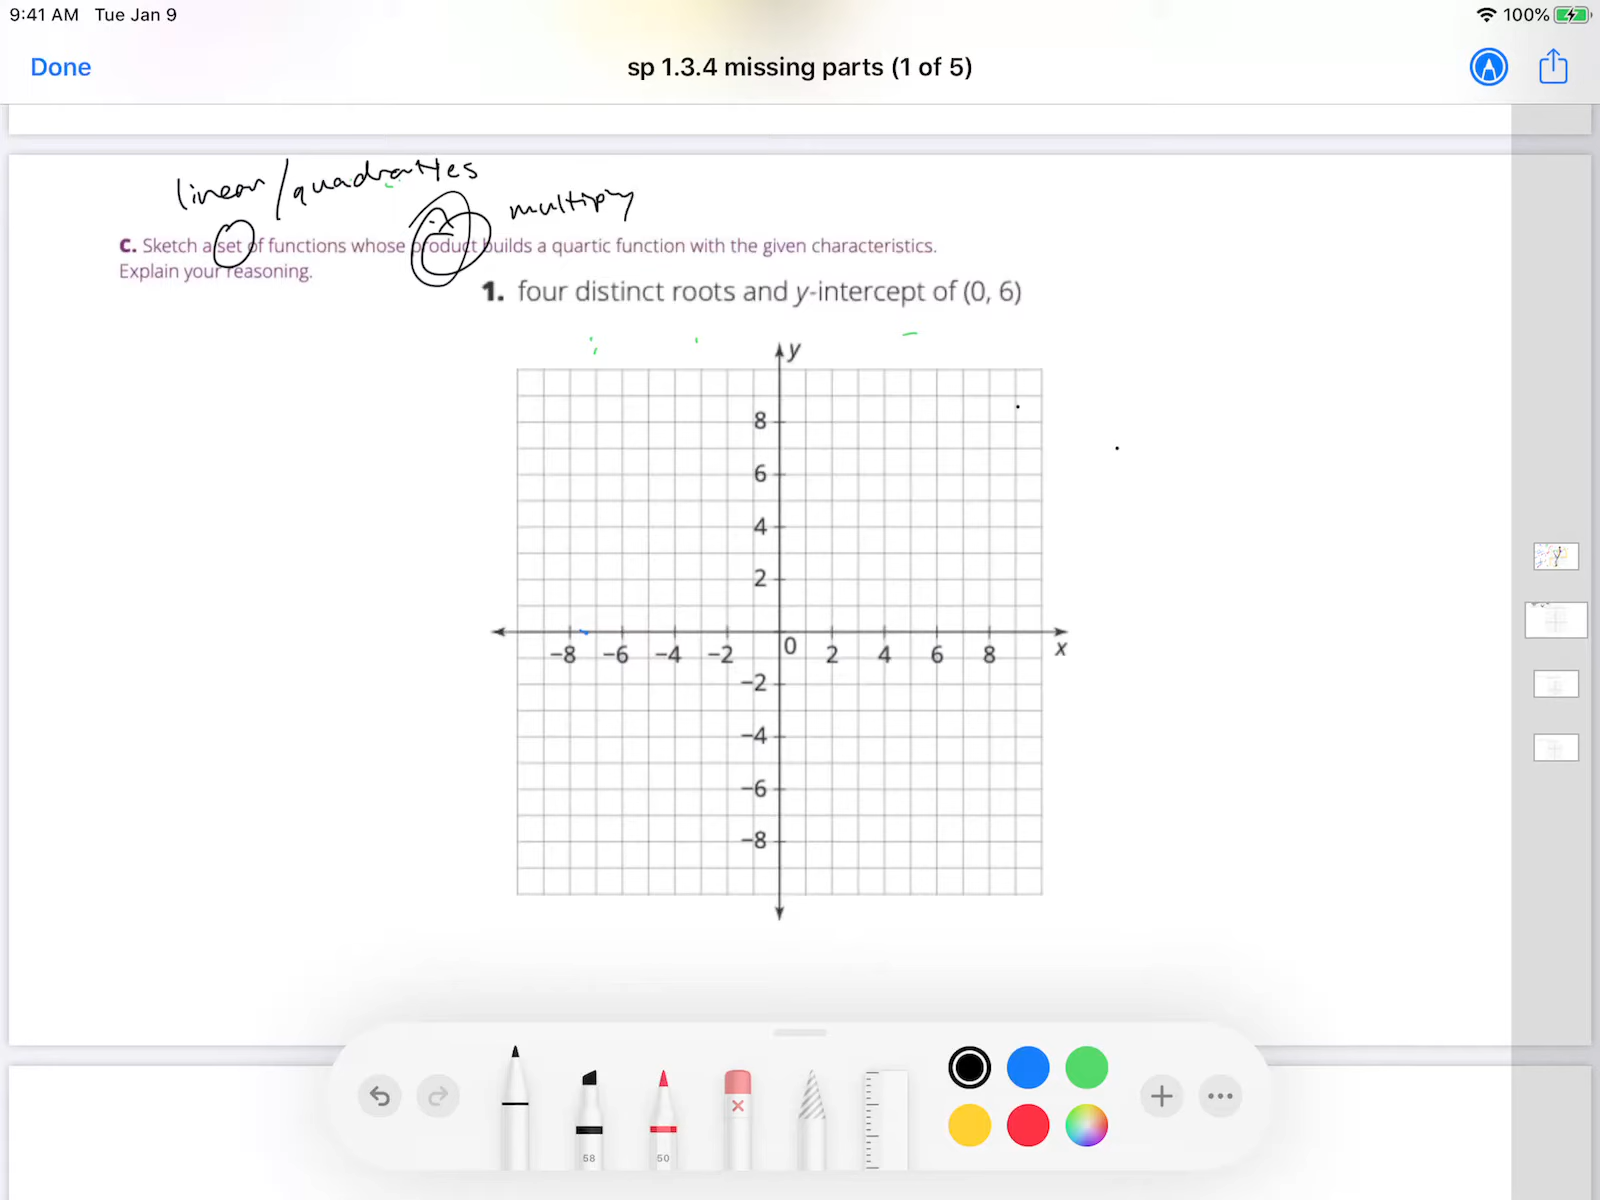 9:41 AM Tue Jan 9
100%
Done
sp 1.3.4 missing parts (1 of 5)
linear/quadratics
multiply
C. Sketch a set of functions whose product builds a quartic function with the given characteristics.
Explain your reasoning.
1. four distinct roots and y-intercept of (0, 6)
y
8
6
4
2
−8 −6 −4 −2 0 2 4 6 8 x
−2
−4
−6
−8
58 50